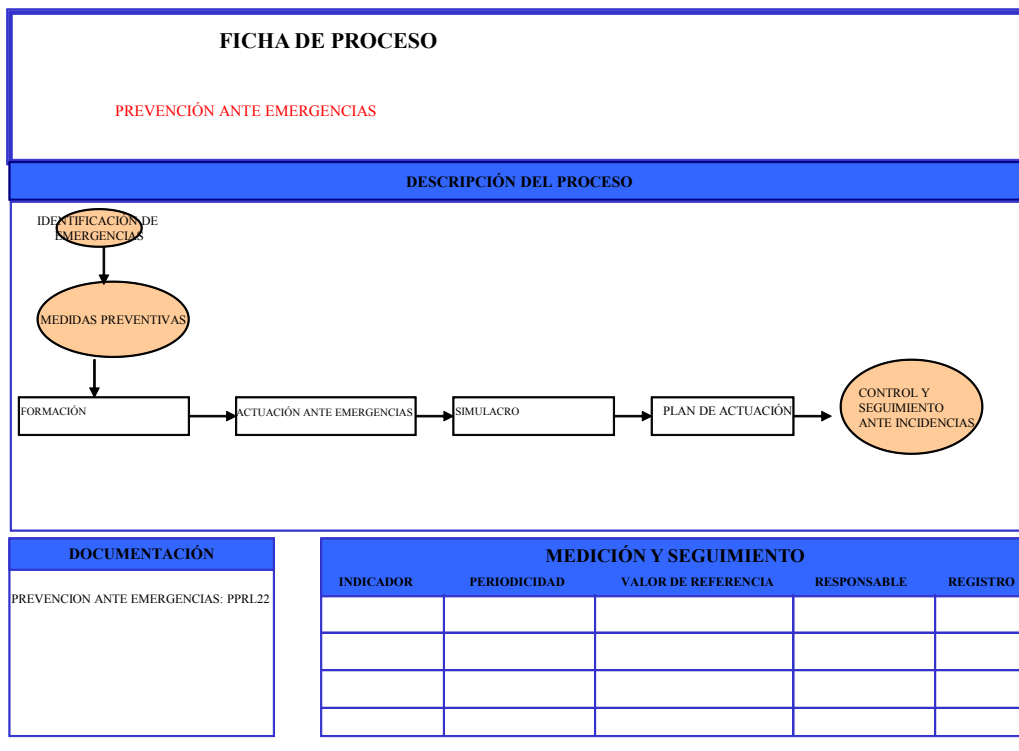 FICHA DE PROCESO
PREVENCIÓN ANTE EMERGENCIAS
DESCRIPCIÓN DEL PROCESO
IDENTIFICACIÓN DE
EMERGENCIAS
MEDIDAS PREVENTIVAS
FORMACIÓN
ACTUACIÓN ANTE EMERGENCIAS
SIMULACRO
PLAN DE ACTUACIÓN
CONTROL Y
SEGUIMIENTO
ANTE INCIDENCIAS
DOCUMENTACIÓN
PREVENCION ANTE EMERGENCIAS: PPRL22
MEDICIÓN Y SEGUIMIENTO
INDICADOR PERIODICIDAD VALOR DE REFERENCIA RESPONSABLE REGISTRO